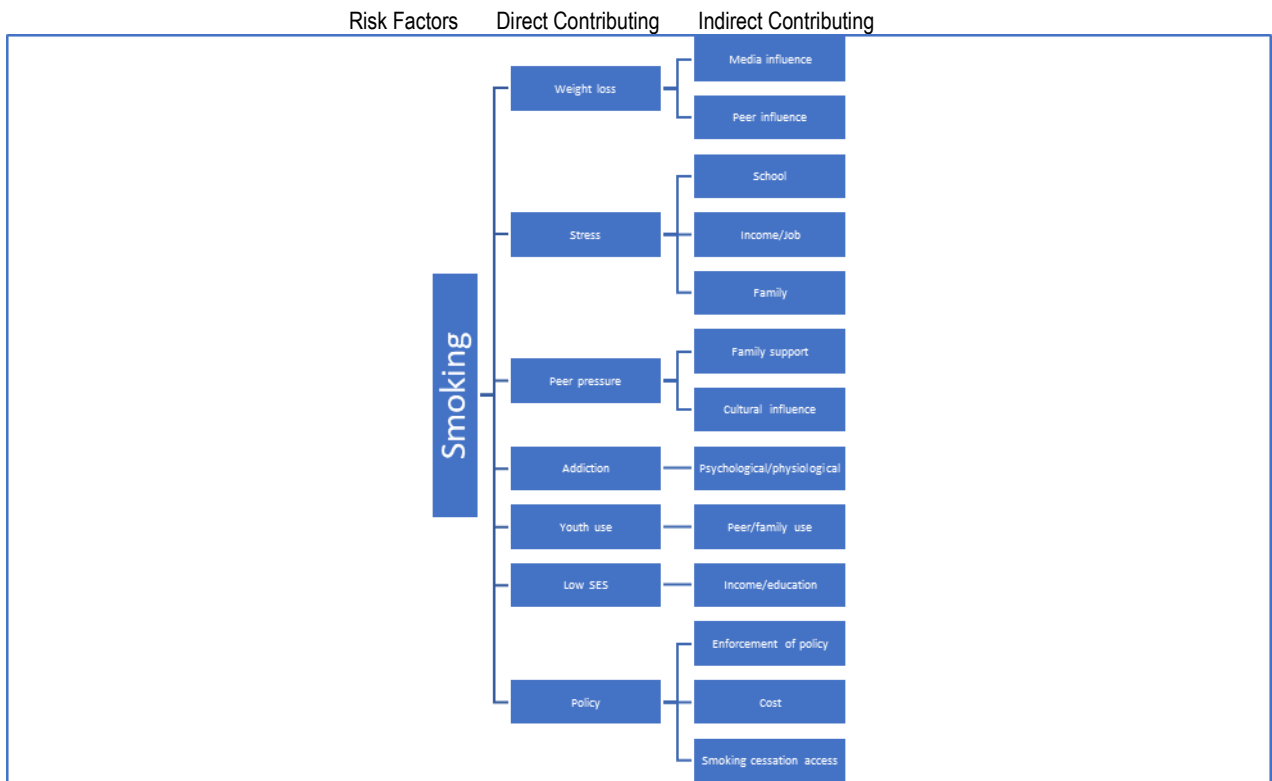 Risk Factors Direct Contributing Indirect Contributing
Smoking
Weight loss
Media influence
Peer influence
Stress
School
Income/Job
Family
Peer pressure
Family support
Cultural influence
Addiction
Psychological/physiological
Youth use
Peer/family use
Low SES
Income/education
Policy
Enforcement of policy
Cost
Smoking cessation access